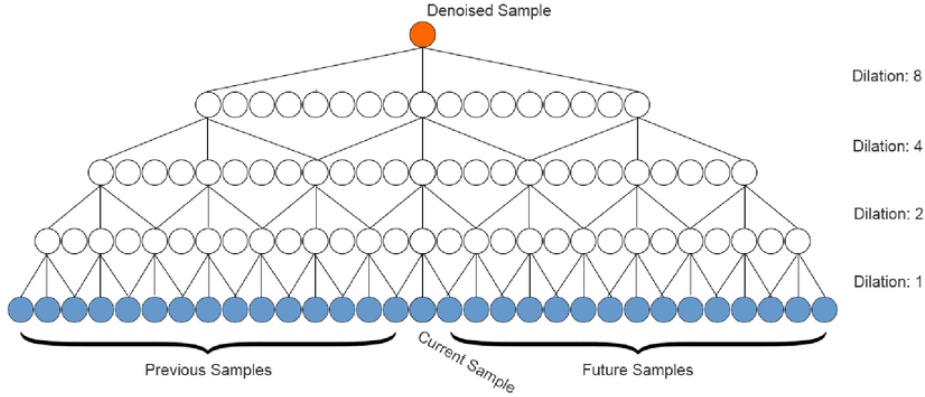 Denoised Sample
Dilation: 8
Dilation: 4
Dilation: 2
Dilation: 1
Previous Samples
Current Sample
Future Samples